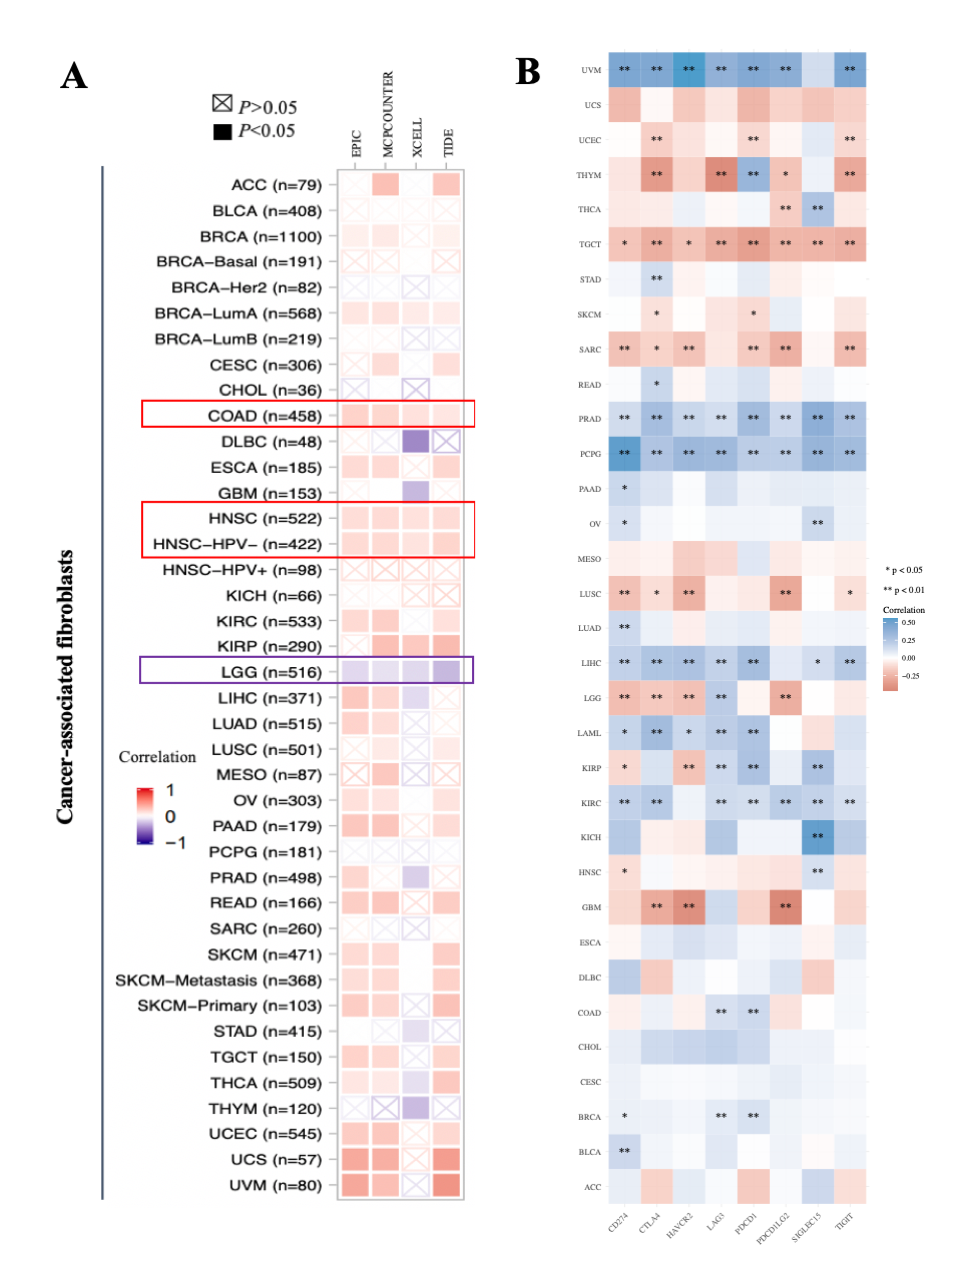 A
P>0.05
P<0.05
EPIC
MCPCOUNTER
XCELL
TIDE
ACC (n=79)
BLCA (n=408)
BRCA (n=1100)
BRCA−Basal (n=191)
BRCA−Her2 (n=82)
BRCA−LumA (n=568)
BRCA−LumB (n=219)
CESC (n=306)
CHOL (n=36)
COAD (n=458)
DLBC (n=48)
ESCA (n=185)
GBM (n=153)
HNSC (n=522)
HNSC−HPV− (n=422)
HNSC−HPV+ (n=98)
KICH (n=66)
KIRC (n=533)
KIRP (n=290)
LGG (n=516)
LIHC (n=371)
LUAD (n=515)
LUSC (n=501)
MESO (n=87)
OV (n=303)
PAAD (n=179)
PCPG (n=181)
PRAD (n=498)
READ (n=166)
SARC (n=260)
SKCM (n=471)
SKCM−Metastasis (n=368)
SKCM−Primary (n=103)
STAD (n=415)
TGCT (n=150)
THCA (n=509)
THYM (n=120)
UCEC (n=545)
UCS (n=57)
UVM (n=80)
Cancer-associated fibroblasts
Correlation
1
0
−1
B
UVM ** ** ** ** ** ** **
UCS
UCEC ** ** **
THYM ** ** ** * **
THCA ** **
TGCT * ** * ** ** ** ** **
STAD **
SKCM * *
SARC ** * ** ** ** **
READ *
PRAD ** ** ** ** ** ** ** **
PCPG ** ** ** ** ** ** ** **
PAAD *
OV * **
MESO
LUSC ** * ** ** *
LUAD **
LIHC ** ** ** ** ** * **
LGG ** ** ** ** **
LAML * ** * ** **
KIRP * ** ** ** **
KIRC ** ** ** ** ** ** **
KICH **
HNSC * **
GBM ** ** **
ESCA
DLBC
COAD ** **
CHOL
CESC
BRCA * ** **
BLCA **
ACC
CD274
CTLA4
HAVCR2
LAG3
PDCD1
PDCD1LG2
SIGLEC15
TIGIT
* p < 0.05
** p < 0.01
Correlation
0.50
0.25
0.00
−0.25